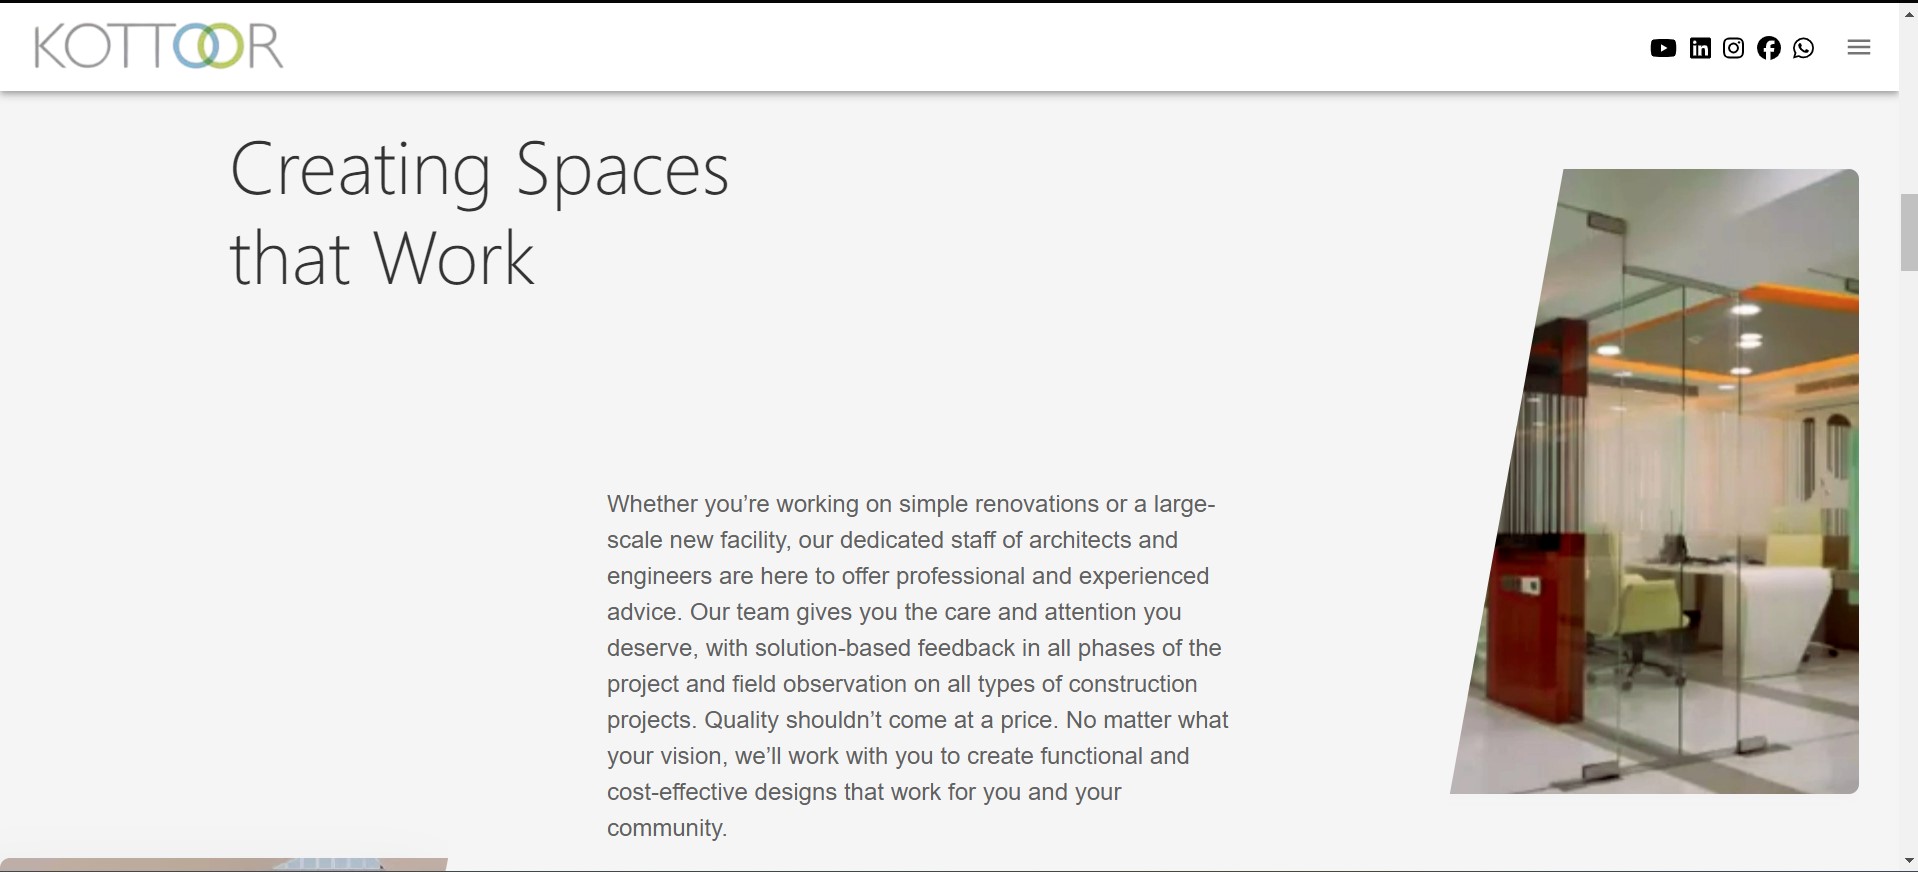 KOTTOOR
Creating Spaces
that Work
Whether you’re working on simple renovations or a large-
scale new facility, our dedicated staff of architects and
engineers are here to offer professional and experienced
advice. Our team gives you the care and attention you
deserve, with solution-based feedback in all phases of the
project and field observation on all types of construction
projects. Quality shouldn’t come at a price. No matter what
your vision, we’ll work with you to create functional and
cost-effective designs that work for you and your
community.